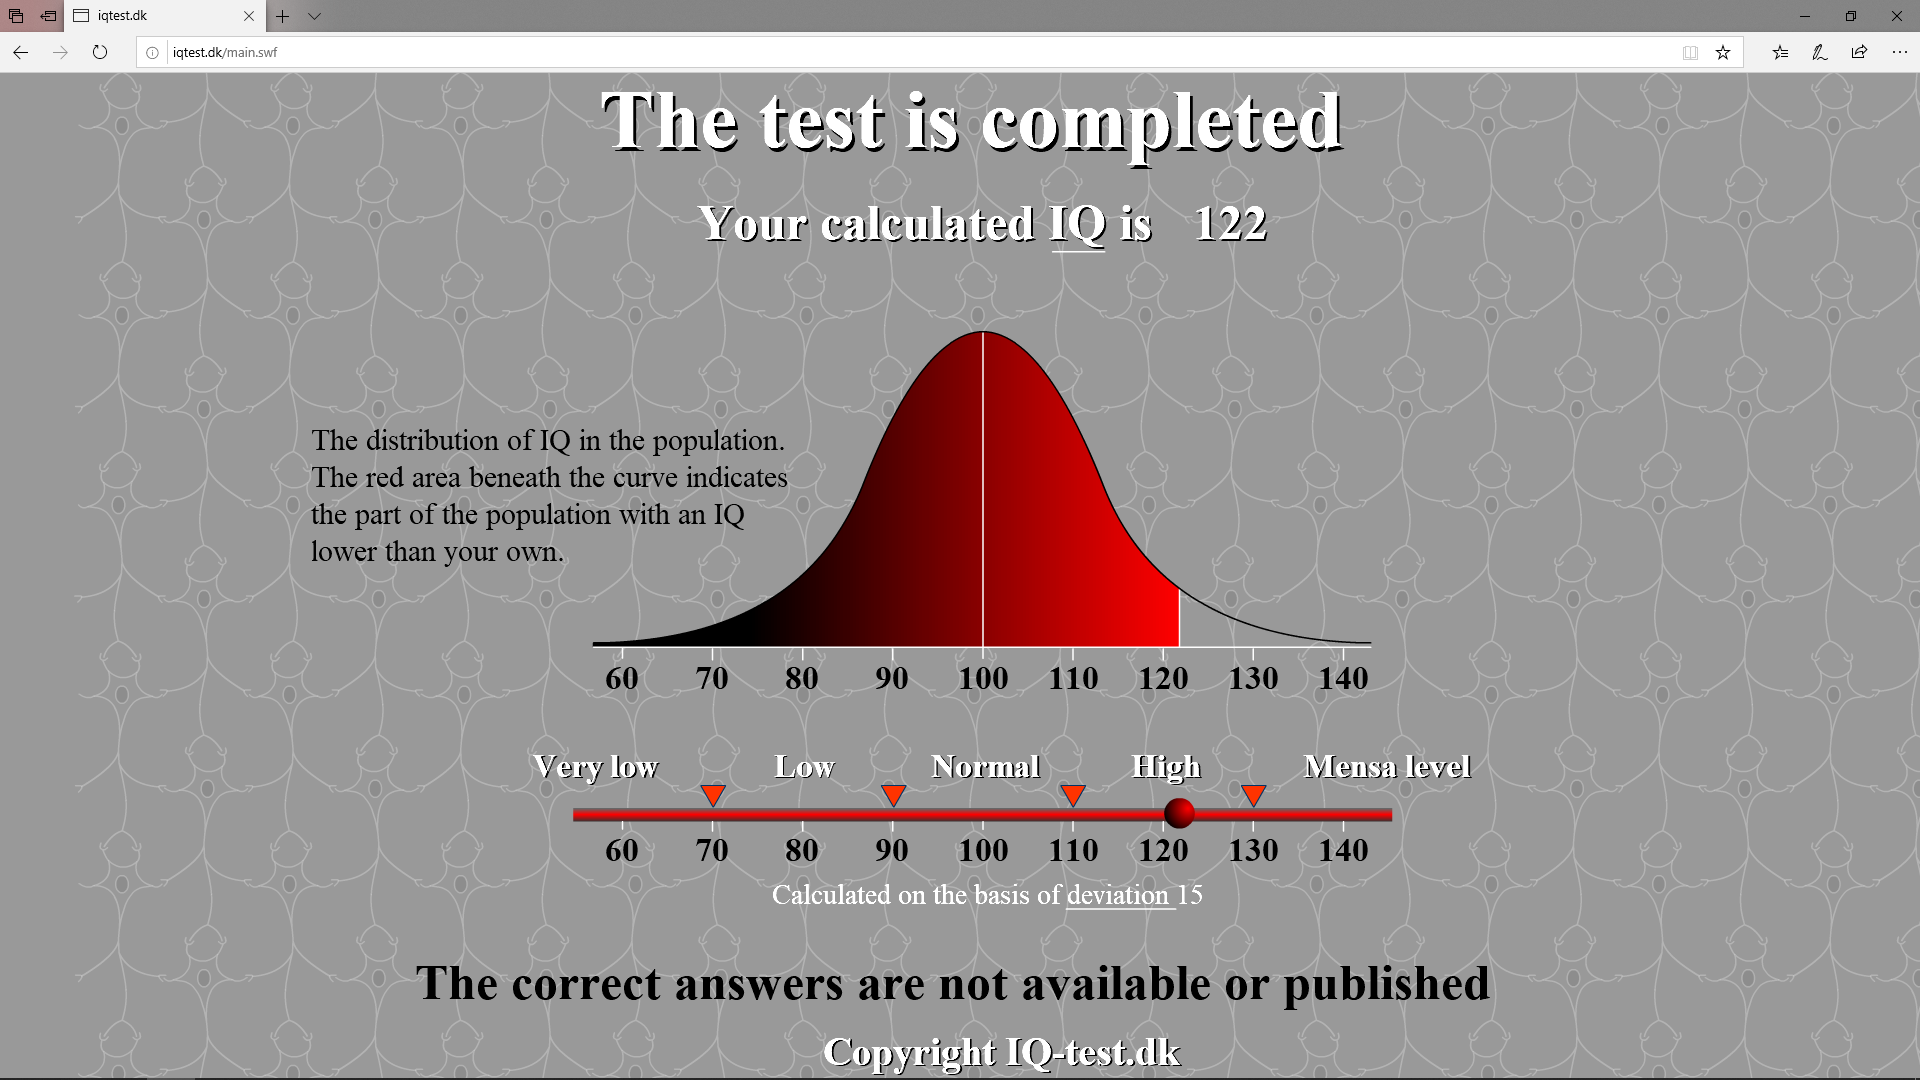 iqtest.dk
iqtest.dk/main.swf
The test is completed
Your calculated IQ is 122
The distribution of IQ in the population.
The red area beneath the curve indicates
the part of the population with an IQ
lower than your own.
60 70 80 90 100 110 120 130 140
Very low Low Normal High Mensa level
60 70 80 90 100 110 120 130 140
Calculated on the basis of deviation 15
The correct answers are not available or published
Copyright IQ-test.dk